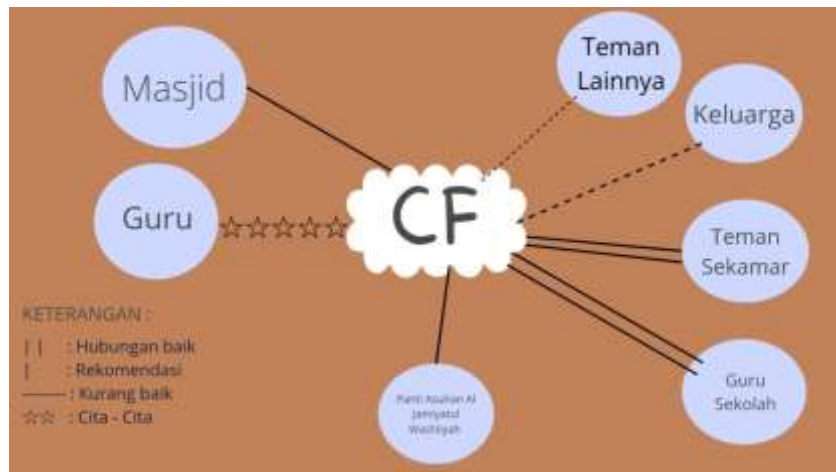 Masjid
Teman
Lainnya
Keluarga
Guru
☆☆☆☆☆
CF
Teman
Sekamar
KETERANGAN :
| | : Hubungan baik
| : Rekomendasi
—— : Kurang baik
☆☆ : Cita - Cita
Panti Asuhan Al
Jamiyatul
Washliyah
Guru
Sekolah